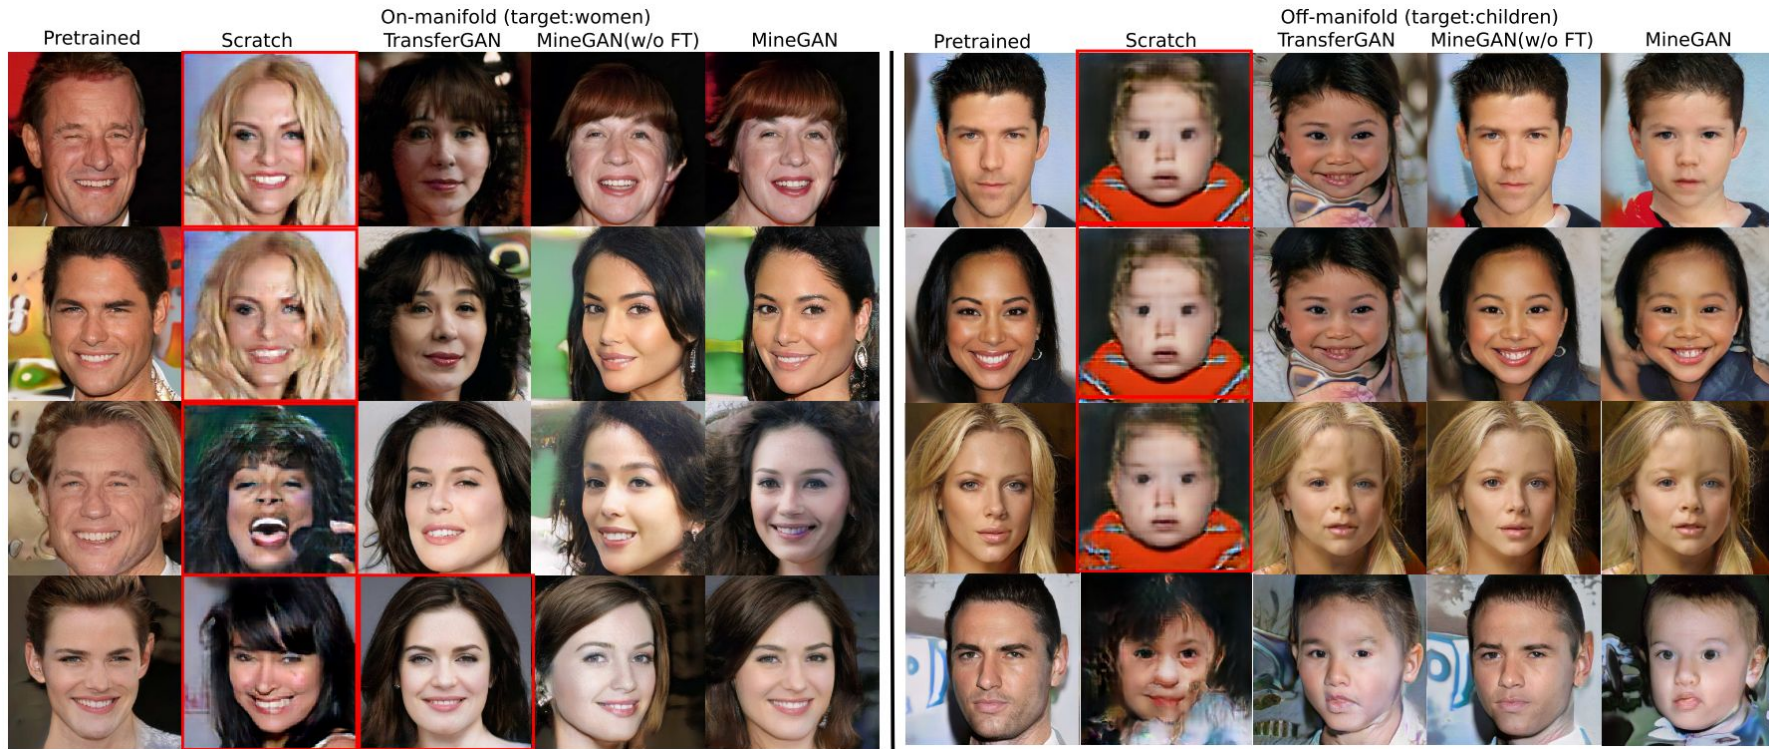 On-manifold (target:women)
Pretrained Scratch TransferGAN MineGAN(w/o FT) MineGAN
Off-manifold (target:children)
Pretrained Scratch TransferGAN MineGAN(w/o FT) MineGAN